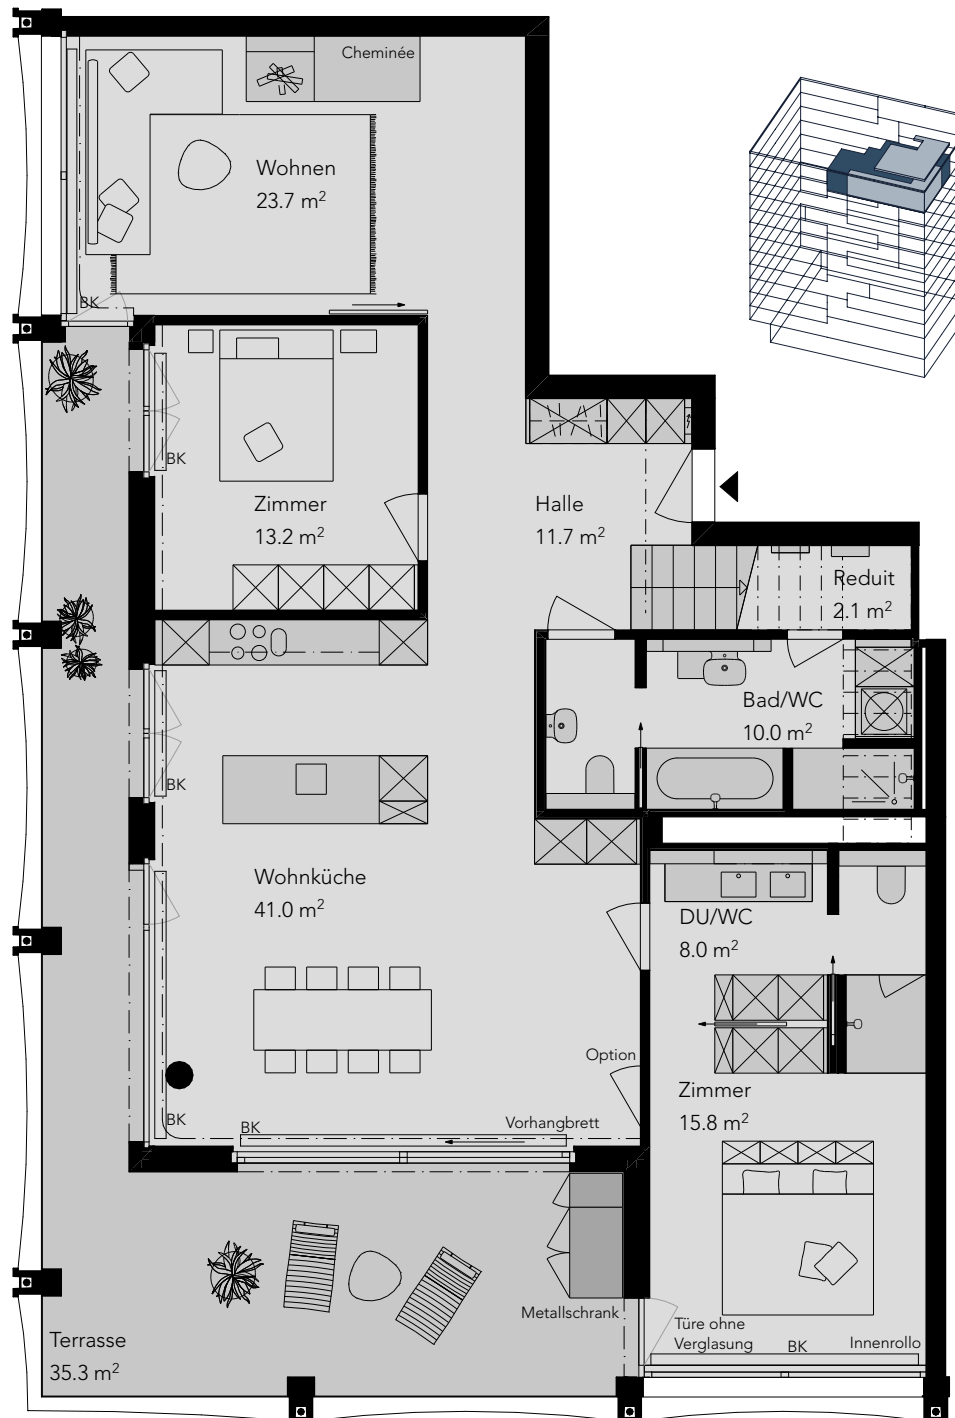 Cheminée
Wohnen
23.7 m²
BK
BK
Zimmer
13.2 m²
Halle
11.7 m²
Reduit
2.1 m²
Bad/WC
10.0 m²
BK
Wohnküche
41.0 m²
DU/WC
8.0 m²
Option
Zimmer
15.8 m²
BK
BK
Vorhangbrett
Metallschrank
Türe ohne
Verglasung
BK
Innenrollo
Terrasse
35.3 m²